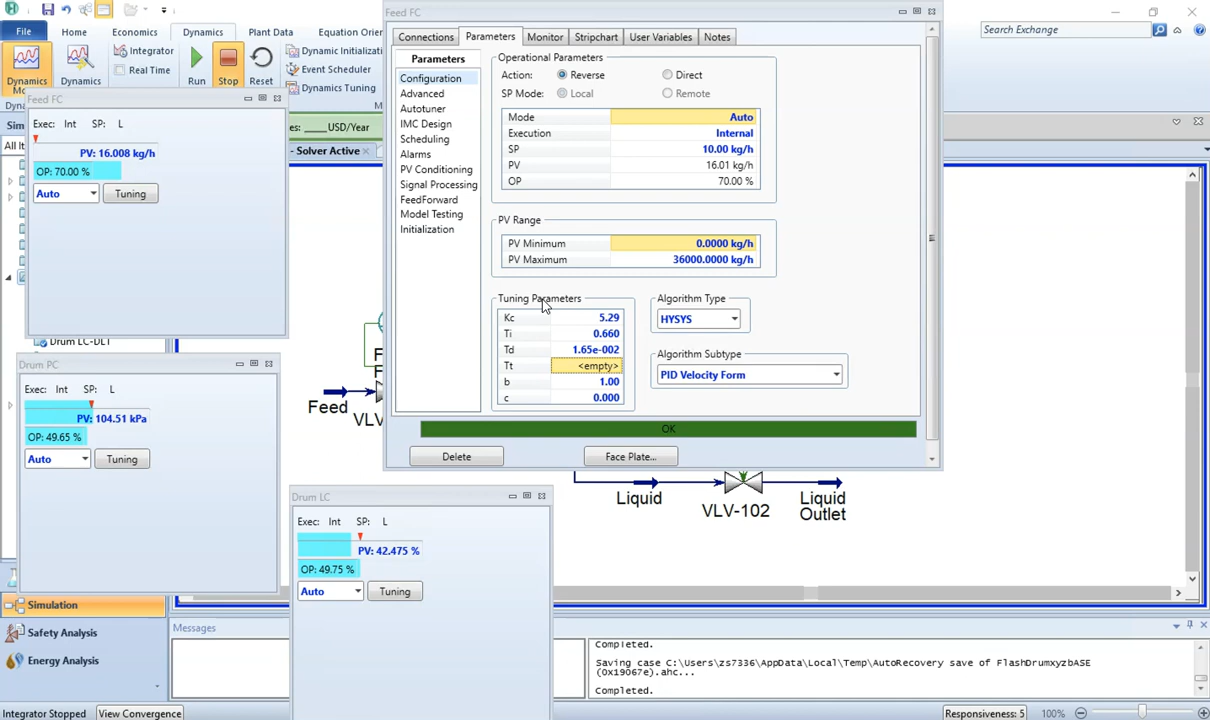 Feed FC
File Home Economics Dynamics Plant Data Equation Orie
Search Exchange
Dynamics
Mo
Dynamics
Run
Stop
Reset
Integrator
Real Time
Dynamic Initializa
Event Scheduler
Dynamics Tuning
Connections Parameters Monitor Stripchart User Variables Notes
Parameters
Configuration
Advanced
Autotuner
IMC Design
Scheduling
Alarms
PV Conditioning
Signal Processing
FeedForward
Model Testing
Initialization
Operational Parameters
Action: Reverse Direct
SP Mode: Local Remote
Mode Auto
Execution Internal
SP 10.00 kg/h
PV 16.01 kg/h
OP 70.00 %
PV Range
PV Minimum 0.0000 kg/h
PV Maximum 36000.0000 kg/h
Tuning Parameters
Kc 5.29
Ti 0.660
Td 1.65e-002
Tt <empty>
b 1.00
c 0.000
Algorithm Type
HYSYS
Algorithm Subtype
PID Velocity Form
OK
Delete Face Plate...
Feed FC
Exec: Int SP: L
PV: 16.008 kg/h
OP: 70.00 %
Auto Tuning
es: ____USD/Year
- Solver Active
Sim
All It
Drum LC-DLT
Drum PC
Exec: Int SP: L
PV: 104.51 kPa
OP: 49.65 %
Auto Tuning
Feed
VLV
Drum LC
Exec: Int SP: L
PV: 42.475 %
OP: 49.75 %
Auto Tuning
Liquid
VLV-102
Liquid
Outlet
Simulation
Safety Analysis
Energy Analysis
Messages
Completed.
Saving case C:\Users\zs7336\AppData\Local\Temp\AutoRecovery save of FlashDrumxyzbASE
(0x19067e).ahc...
Completed.
Integrator Stopped View Convergence Responsiveness: 5 100%